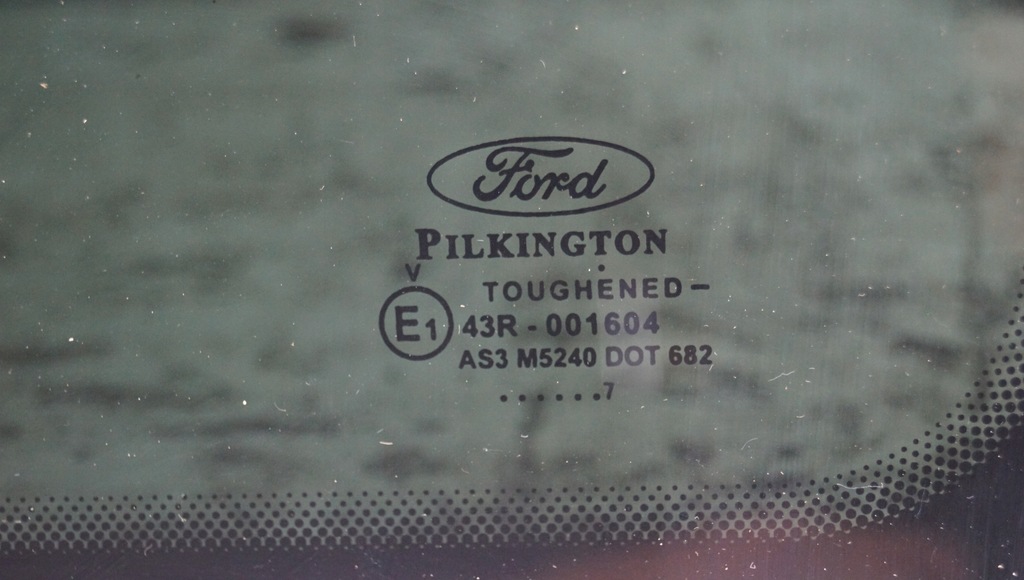 Ford
PILKINGTON
V
TOUGHENED -
E1 43R - 001604
AS3 M5240 DOT 682
. . . . . . 7